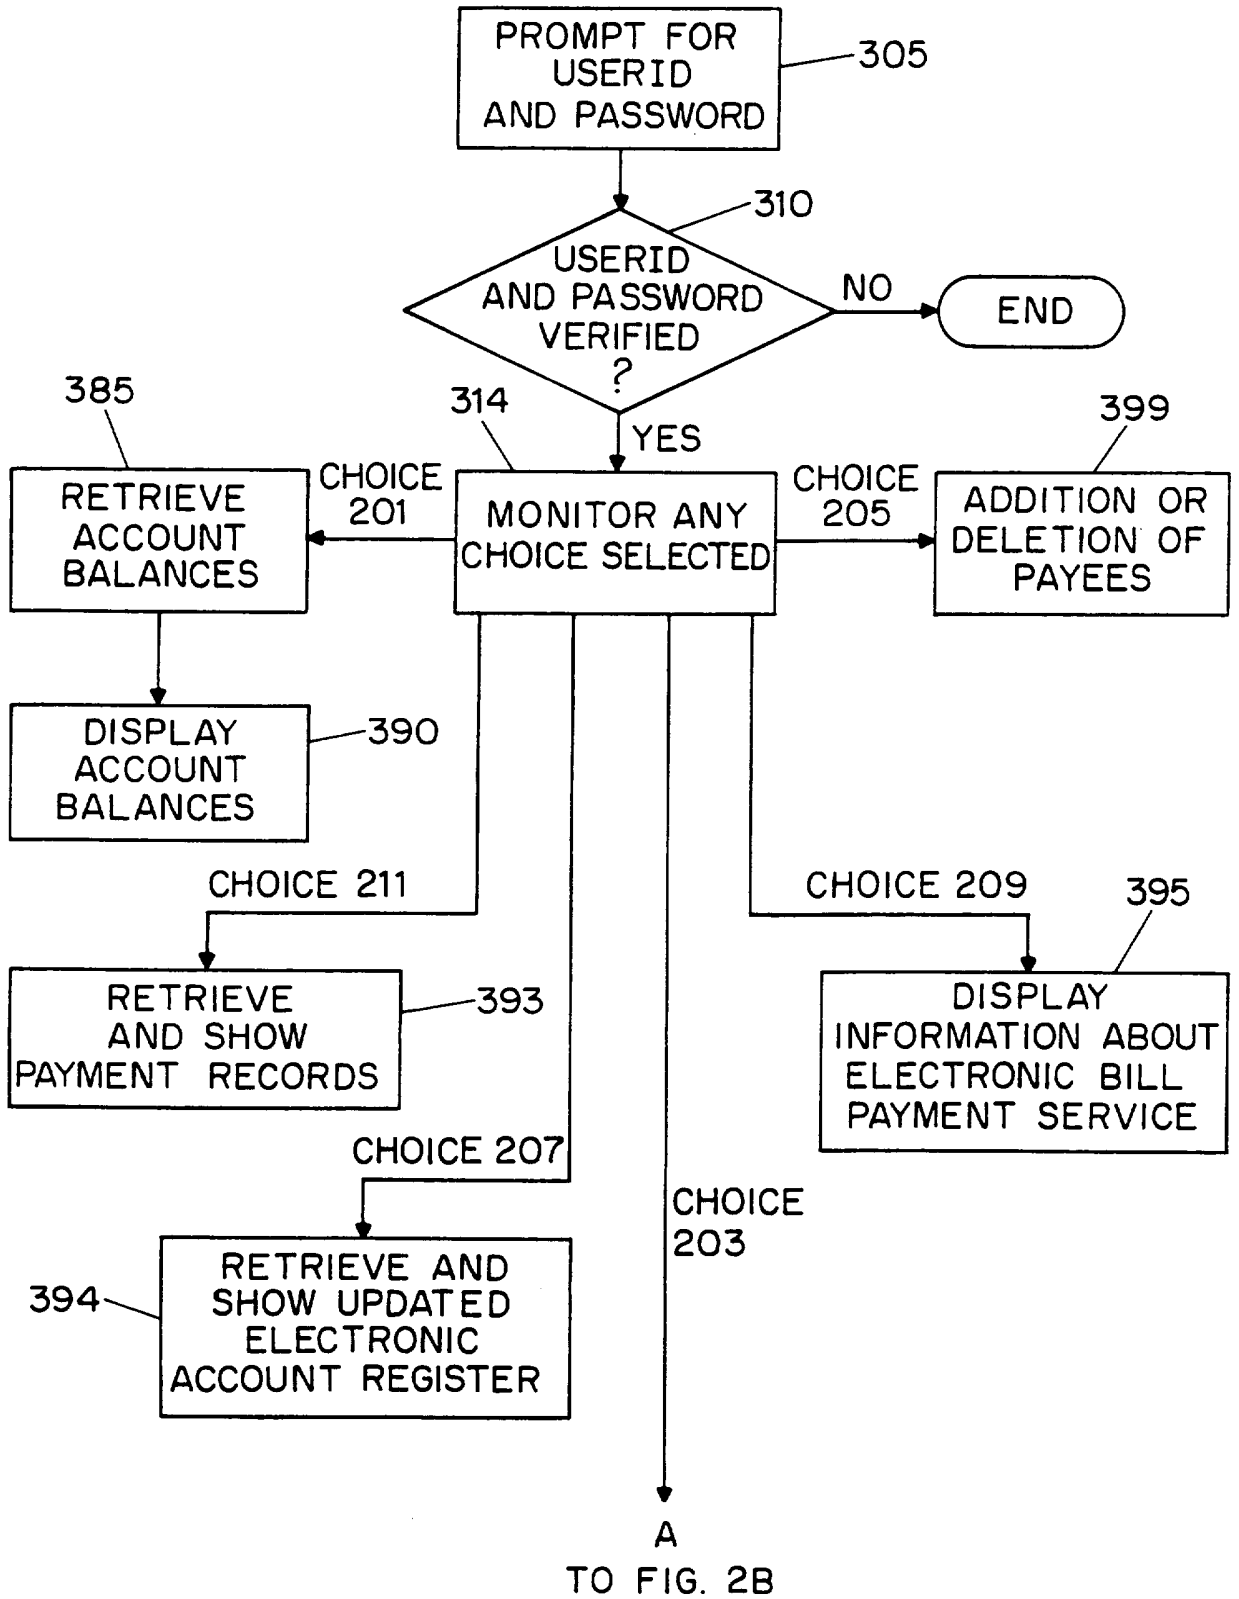 PROMPT FOR
USERID
AND PASSWORD
305
310
USERID
AND PASSWORD
VERIFIED
?
NO
END
YES
385
314
399
CHOICE
201
CHOICE
205
RETRIEVE
ACCOUNT
BALANCES
MONITOR ANY
CHOICE SELECTED
ADDITION OR
DELETION OF
PAYEES
DISPLAY
ACCOUNT
BALANCES
390
CHOICE 211
CHOICE 209
395
RETRIEVE
AND SHOW
PAYMENT RECORDS
393
DISPLAY
INFORMATION ABOUT
ELECTRONIC BILL
PAYMENT SERVICE
CHOICE 207
CHOICE
203
394
RETRIEVE AND
SHOW UPDATED
ELECTRONIC
ACCOUNT REGISTER
A
TO FIG. 2B